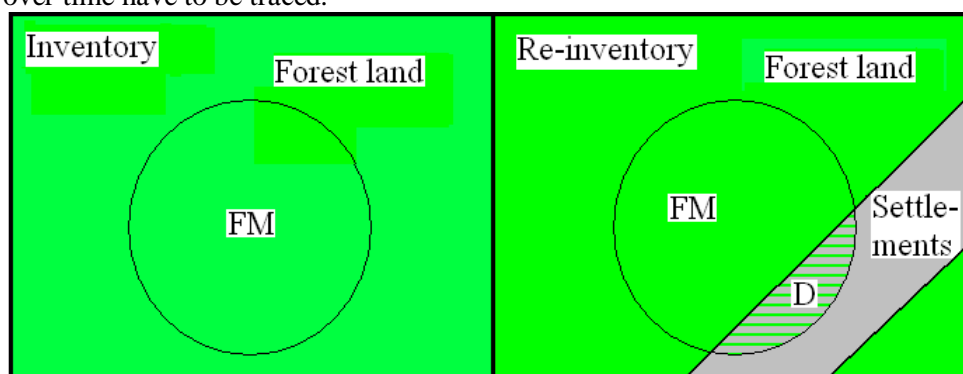 over time have to be traced.
Inventory
Forest land
FM
Re-inventory
Forest land
FM
Settle-
ments
D